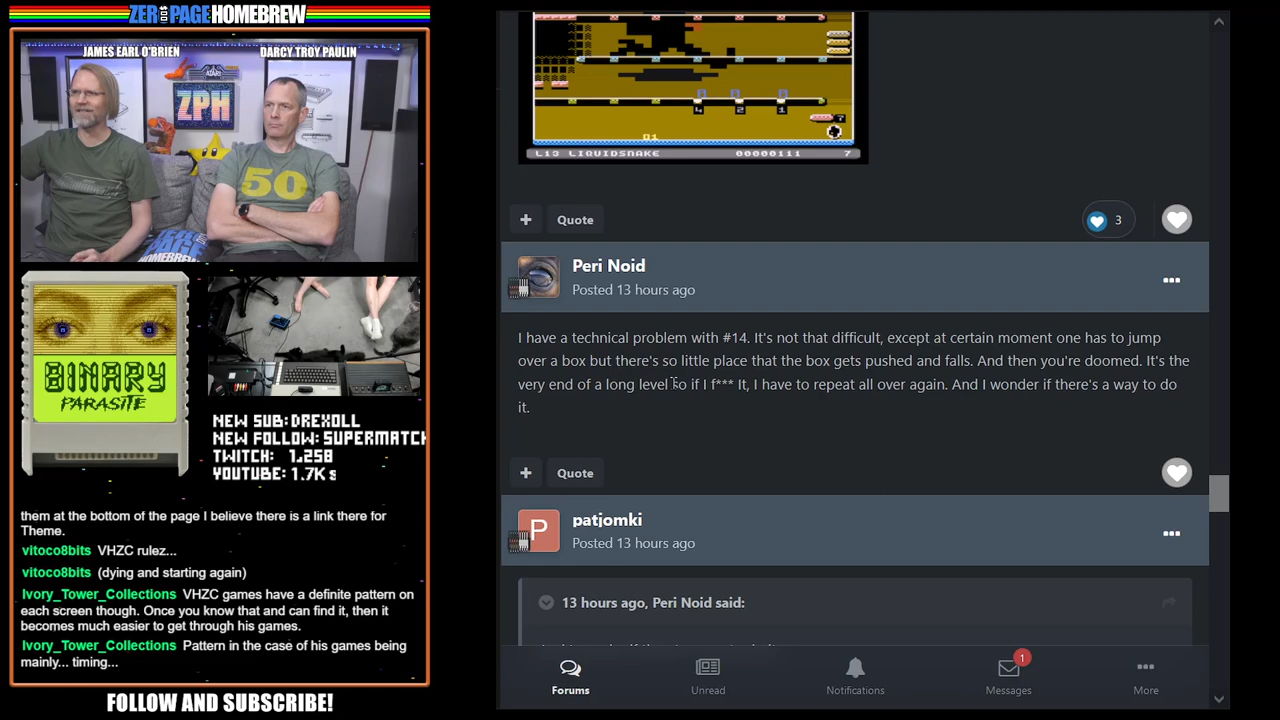 ZERO PAGE HOMEBREW
JAMES EARL O'BRIEN
DARCY TROY PAULIN
ATARI
ZPH
50
ZERO PAGE
HOMEBREW
BINARY
PARASITE
NEW SUB:DREXOLL
NEW FOLLOW:SUPERMATCH
TWITCH: 1,258
YOUTUBE: 1.7K s
them at the bottom of the page I believe there is a link there for
Theme.
vitoco8bits VHZC rulez...
vitoco8bits (dying and starting again)
Ivory_Tower_Collections VHZC games have a definite pattern on
each screen though. Once you know that and can find it, then it
becomes much easier to get through his games.
Ivory_Tower_Collections Pattern in the case of his games being
mainly... timing...
FOLLOW AND SUBSCRIBE!
4 2 1
7
01
L13 LIQUIDSNAKE 00000111 7
+ Quote
3
Peri Noid
Posted 13 hours ago
I have a technical problem with #14. It's not that difficult, except at certain moment one has to jump
over a box but there's so little place that the box gets pushed and falls. And then you're doomed. It's the
very end of a long level so if I f*** It, I have to repeat all over again. And I wonder if there's a way to do
it.
+ Quote
P
patjomki
Posted 13 hours ago
13 hours ago, Peri Noid said:
1
Forums Unread Notifications Messages More